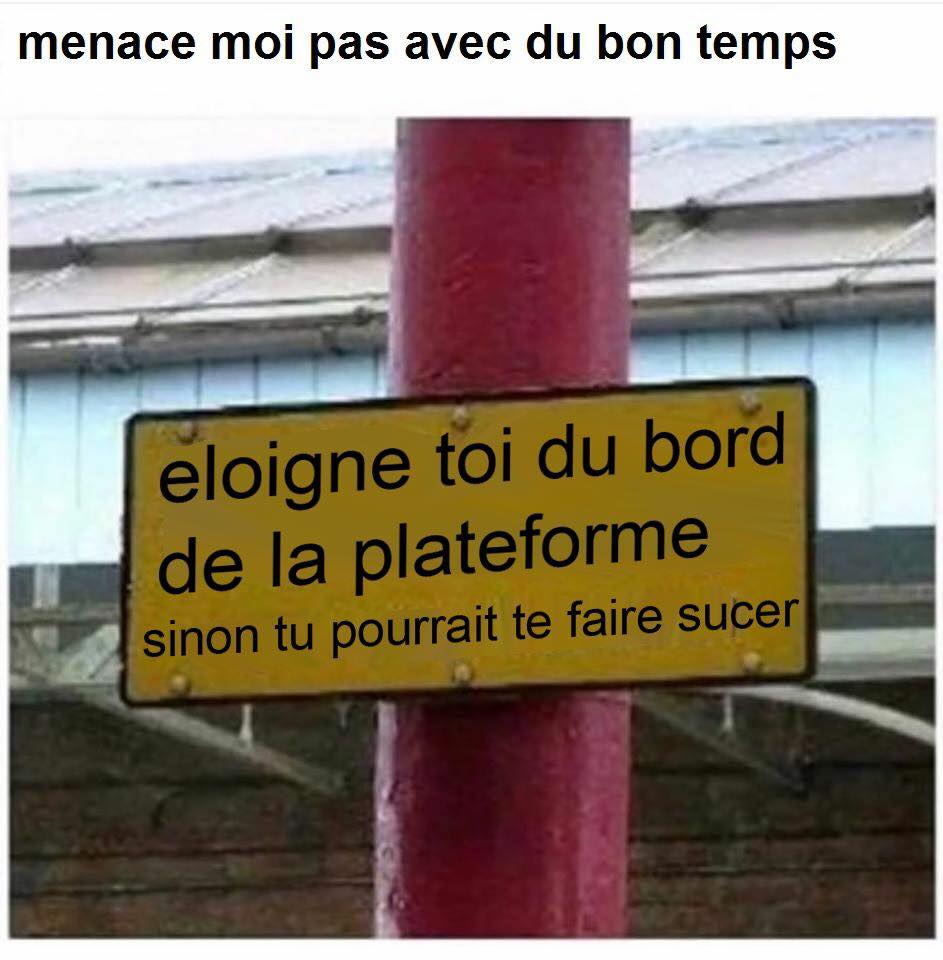 menace moi pas avec du bon temps
eloigne toi du bord
de la plateforme
sinon tu pourrait te faire sucer